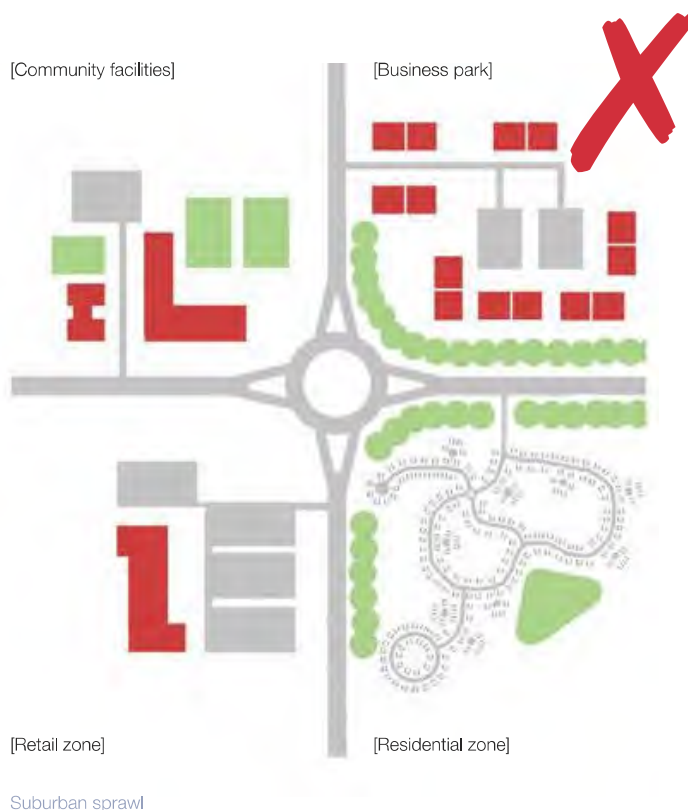 [Community facilities]
[Business park]
[Retail zone]
[Residential zone]
Suburban sprawl